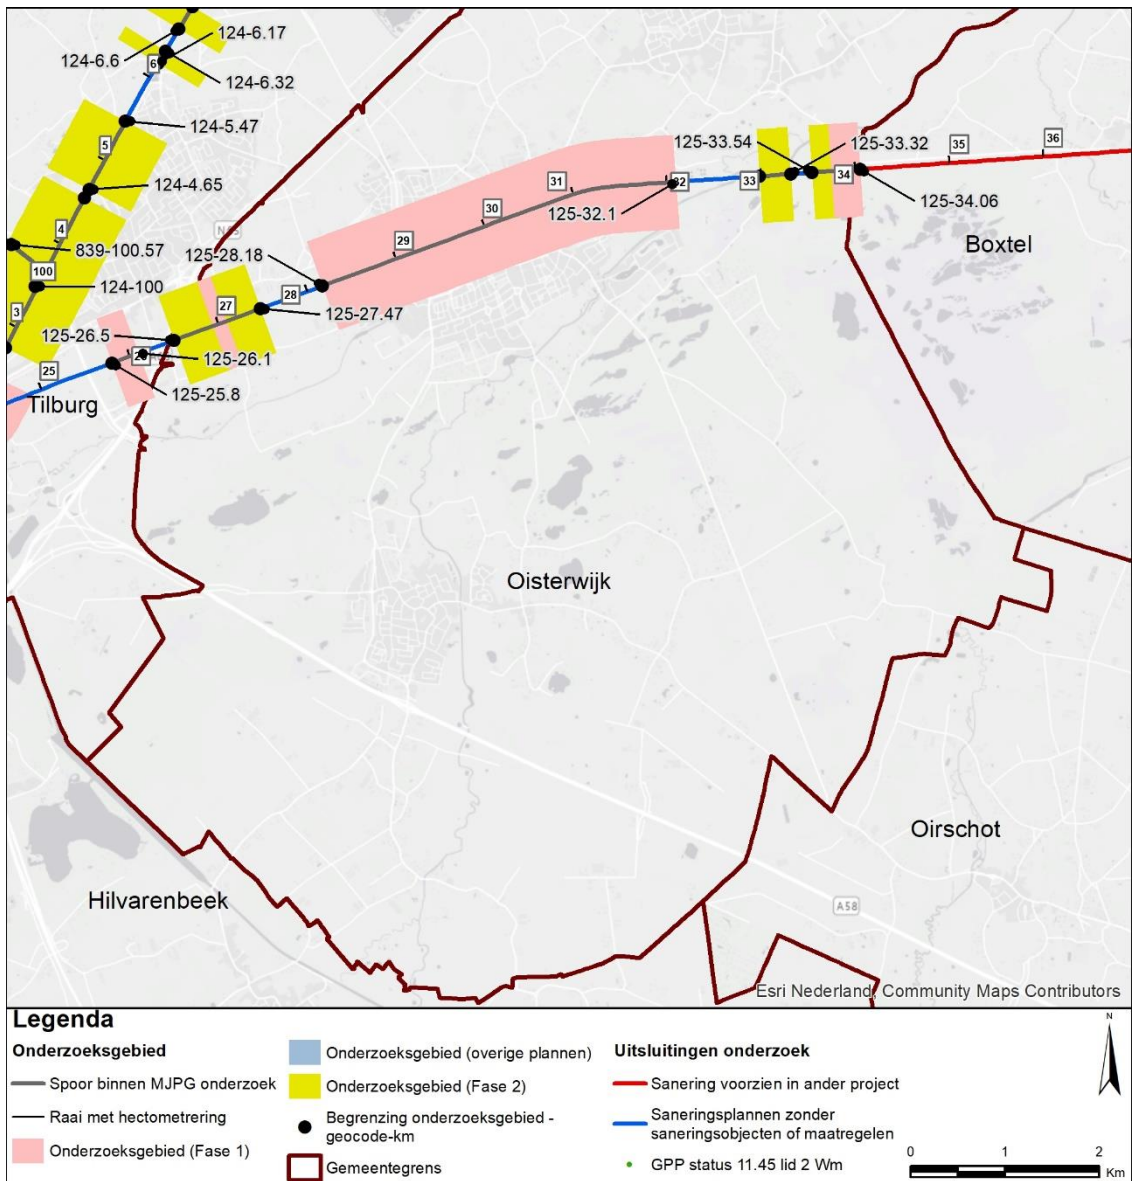 124-6.17
124-6.6
6
124-6.32
124-5.47
5
124-4.65
4
839-100.57
100
124-100
3
125-28.18
125-26.5
27
28
125-27.47
125-26.1
125-25.8
25
Tilburg
29
30
31
125-32.1
32
33
125-33.54
125-33.32
34
125-34.06
35
36
Boxtel
Oisterwijk
Oirschot
Hilvarenbeek
A58
Esri Nederland, Community Maps Contributors
Legenda
Onderzoeksgebied
Spoor binnen MJPG onderzoek
Raai met hectometrering
Onderzoeksgebied (Fase 1)
Onderzoeksgebied (overige plannen)
Onderzoeksgebied (Fase 2)
Begrenzing onderzoeksgebied -
geocode-km
Gemeentegrens
Uitsluitingen onderzoek
Sanering voorzien in ander project
Saneringsplannen zonder
saneringsobjecten of maatregelen
GPP status 11.45 lid 2 Wm
N
0 1 2
Km